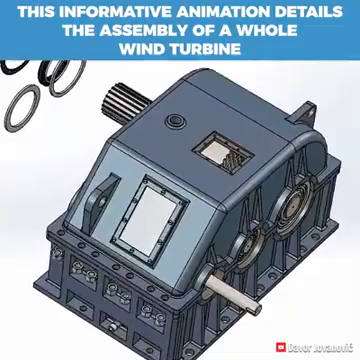 THIS INFORMATIVE ANIMATION DETAILS
THE ASSEMBLY OF A WHOLE
WIND TURBINE
Davor Jovanović